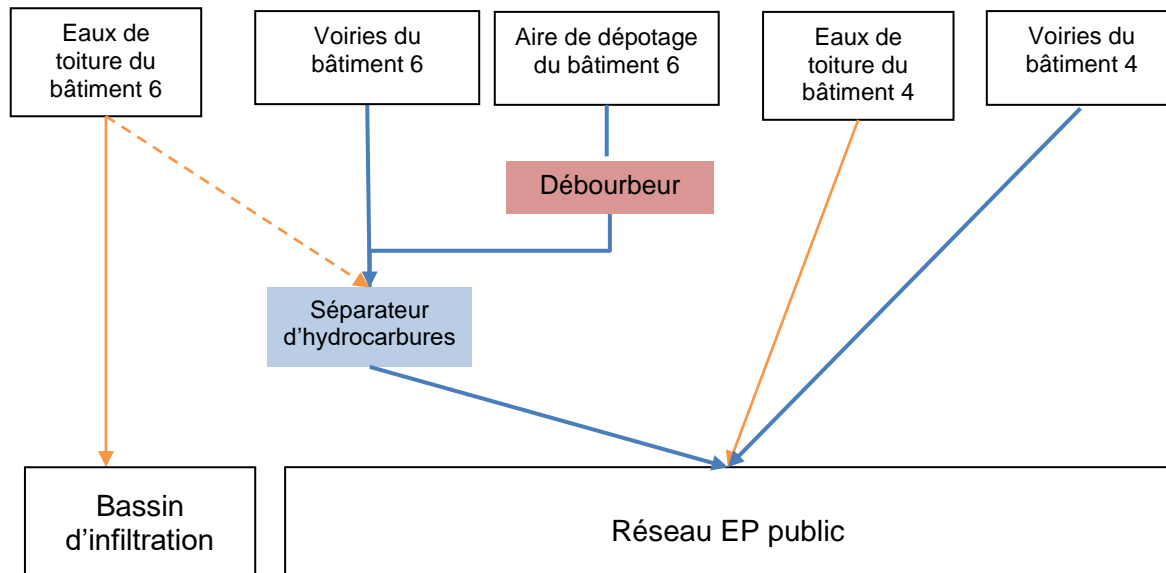 Eaux de
toiture du
bâtiment 6
Voiries du
bâtiment 6
Aire de dépotage
du bâtiment 6
Eaux de
toiture du
bâtiment 4
Voiries du
bâtiment 4
Débourbeur
Séparateur
d'hydrocarbures
Bassin
d'infiltration
Réseau EP public